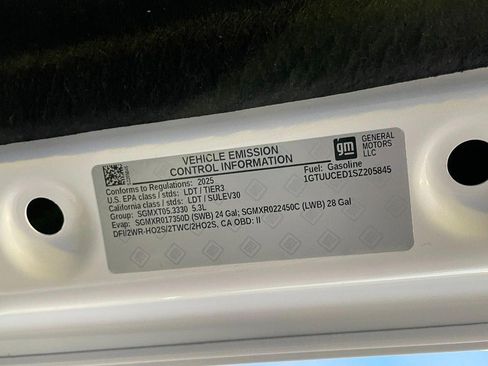 VEHICLE EMISSION
CONTROL INFORMATION
gm
GENERAL
MOTORS
LLC
Conforms to Regulations: 2025
Fuel: Gasoline
U.S. EPA class / stds: LDT / TIER3
1GTUUCED1SZ205845
California class / stds: LDT / SULEV30
Group: SGMXT05.3330 5.3L
Evap: SGMXR017350D (SWB) 24 Gal; SGMXR022450C (LWB) 28 Gal
DFI/2WR-HO2S/2TWC/2HO2S, CA OBD: II